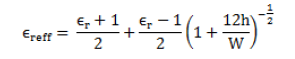 ϵreff = (ϵr + 1)/2 + (ϵr − 1)/2 (1 + 12h/W)^(−1/2)